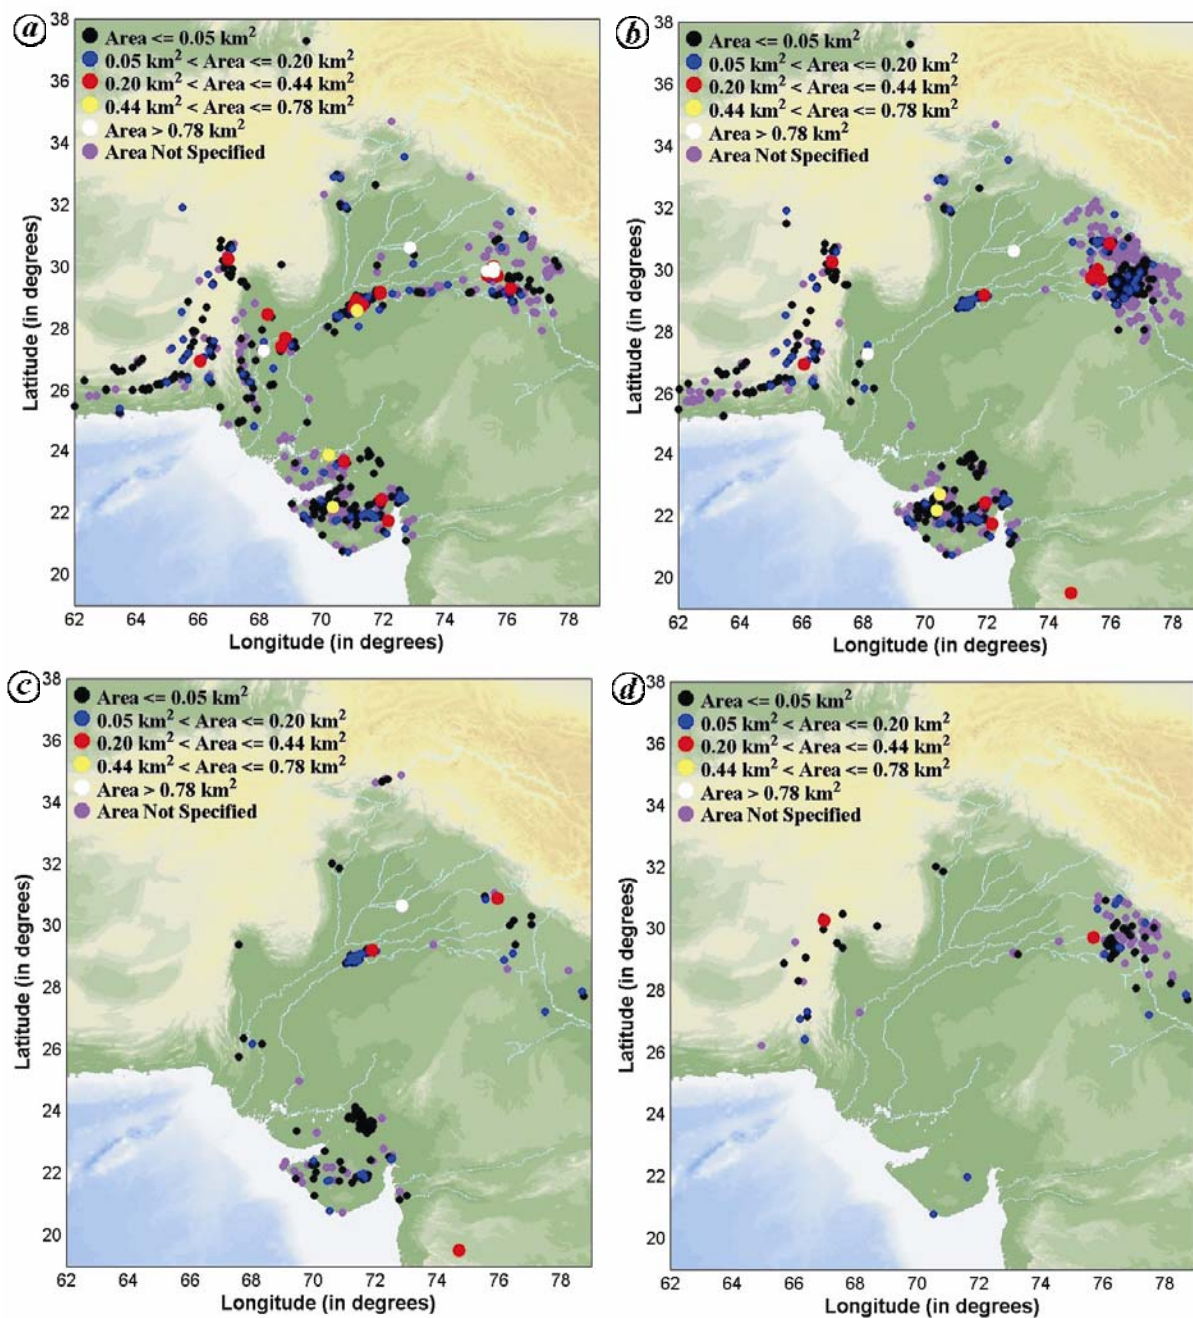 a
Area <= 0.05 km²
0.05 km² < Area <= 0.20 km²
0.20 km² < Area <= 0.44 km²
0.44 km² < Area <= 0.78 km²
Area > 0.78 km²
Area Not Specified
38
36
34
32
30
28
26
24
22
20
Latitude (in degrees)
62 64 66 68 70 72 74 76 78
Longitude (in degrees)
b
Area <= 0.05 km²
0.05 km² < Area <= 0.20 km²
0.20 km² < Area <= 0.44 km²
0.44 km² < Area <= 0.78 km²
Area > 0.78 km²
Area Not Specified
38
36
34
32
30
28
26
24
22
20
Latitude (in degrees)
62 64 66 68 70 72 74 76 78
Longitude (in degrees)
c
Area <= 0.05 km²
0.05 km² < Area <= 0.20 km²
0.20 km² < Area <= 0.44 km²
0.44 km² < Area <= 0.78 km²
Area > 0.78 km²
Area Not Specified
38
36
34
32
30
28
26
24
22
20
Latitude (in degrees)
62 64 66 68 70 72 74 76 78
Longitude (in degrees)
d
Area <= 0.05 km²
0.05 km² < Area <= 0.20 km²
0.20 km² < Area <= 0.44 km²
0.44 km² < Area <= 0.78 km²
Area > 0.78 km²
Area Not Specified
38
36
34
32
30
28
26
24
22
20
Latitude (in degrees)
62 64 66 68 70 72 74 76 78
Longitude (in degrees)